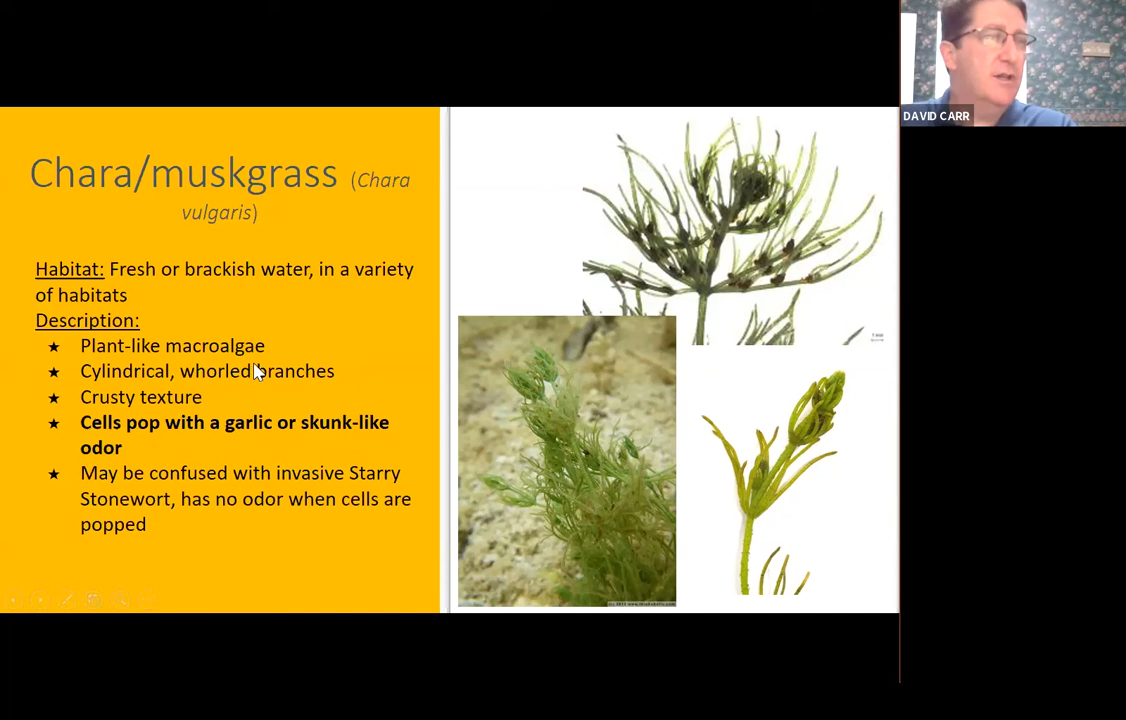 DAVID CARR
Chara/muskgrass (Chara
vulgaris)
Habitat: Fresh or brackish water, in a variety
of habitats
Description:
★ Plant-like macroalgae
★ Cylindrical, whorled branches
★ Crusty texture
★ Cells pop with a garlic or skunk-like
odor
★ May be confused with invasive Starry
Stonewort, has no odor when cells are
popped